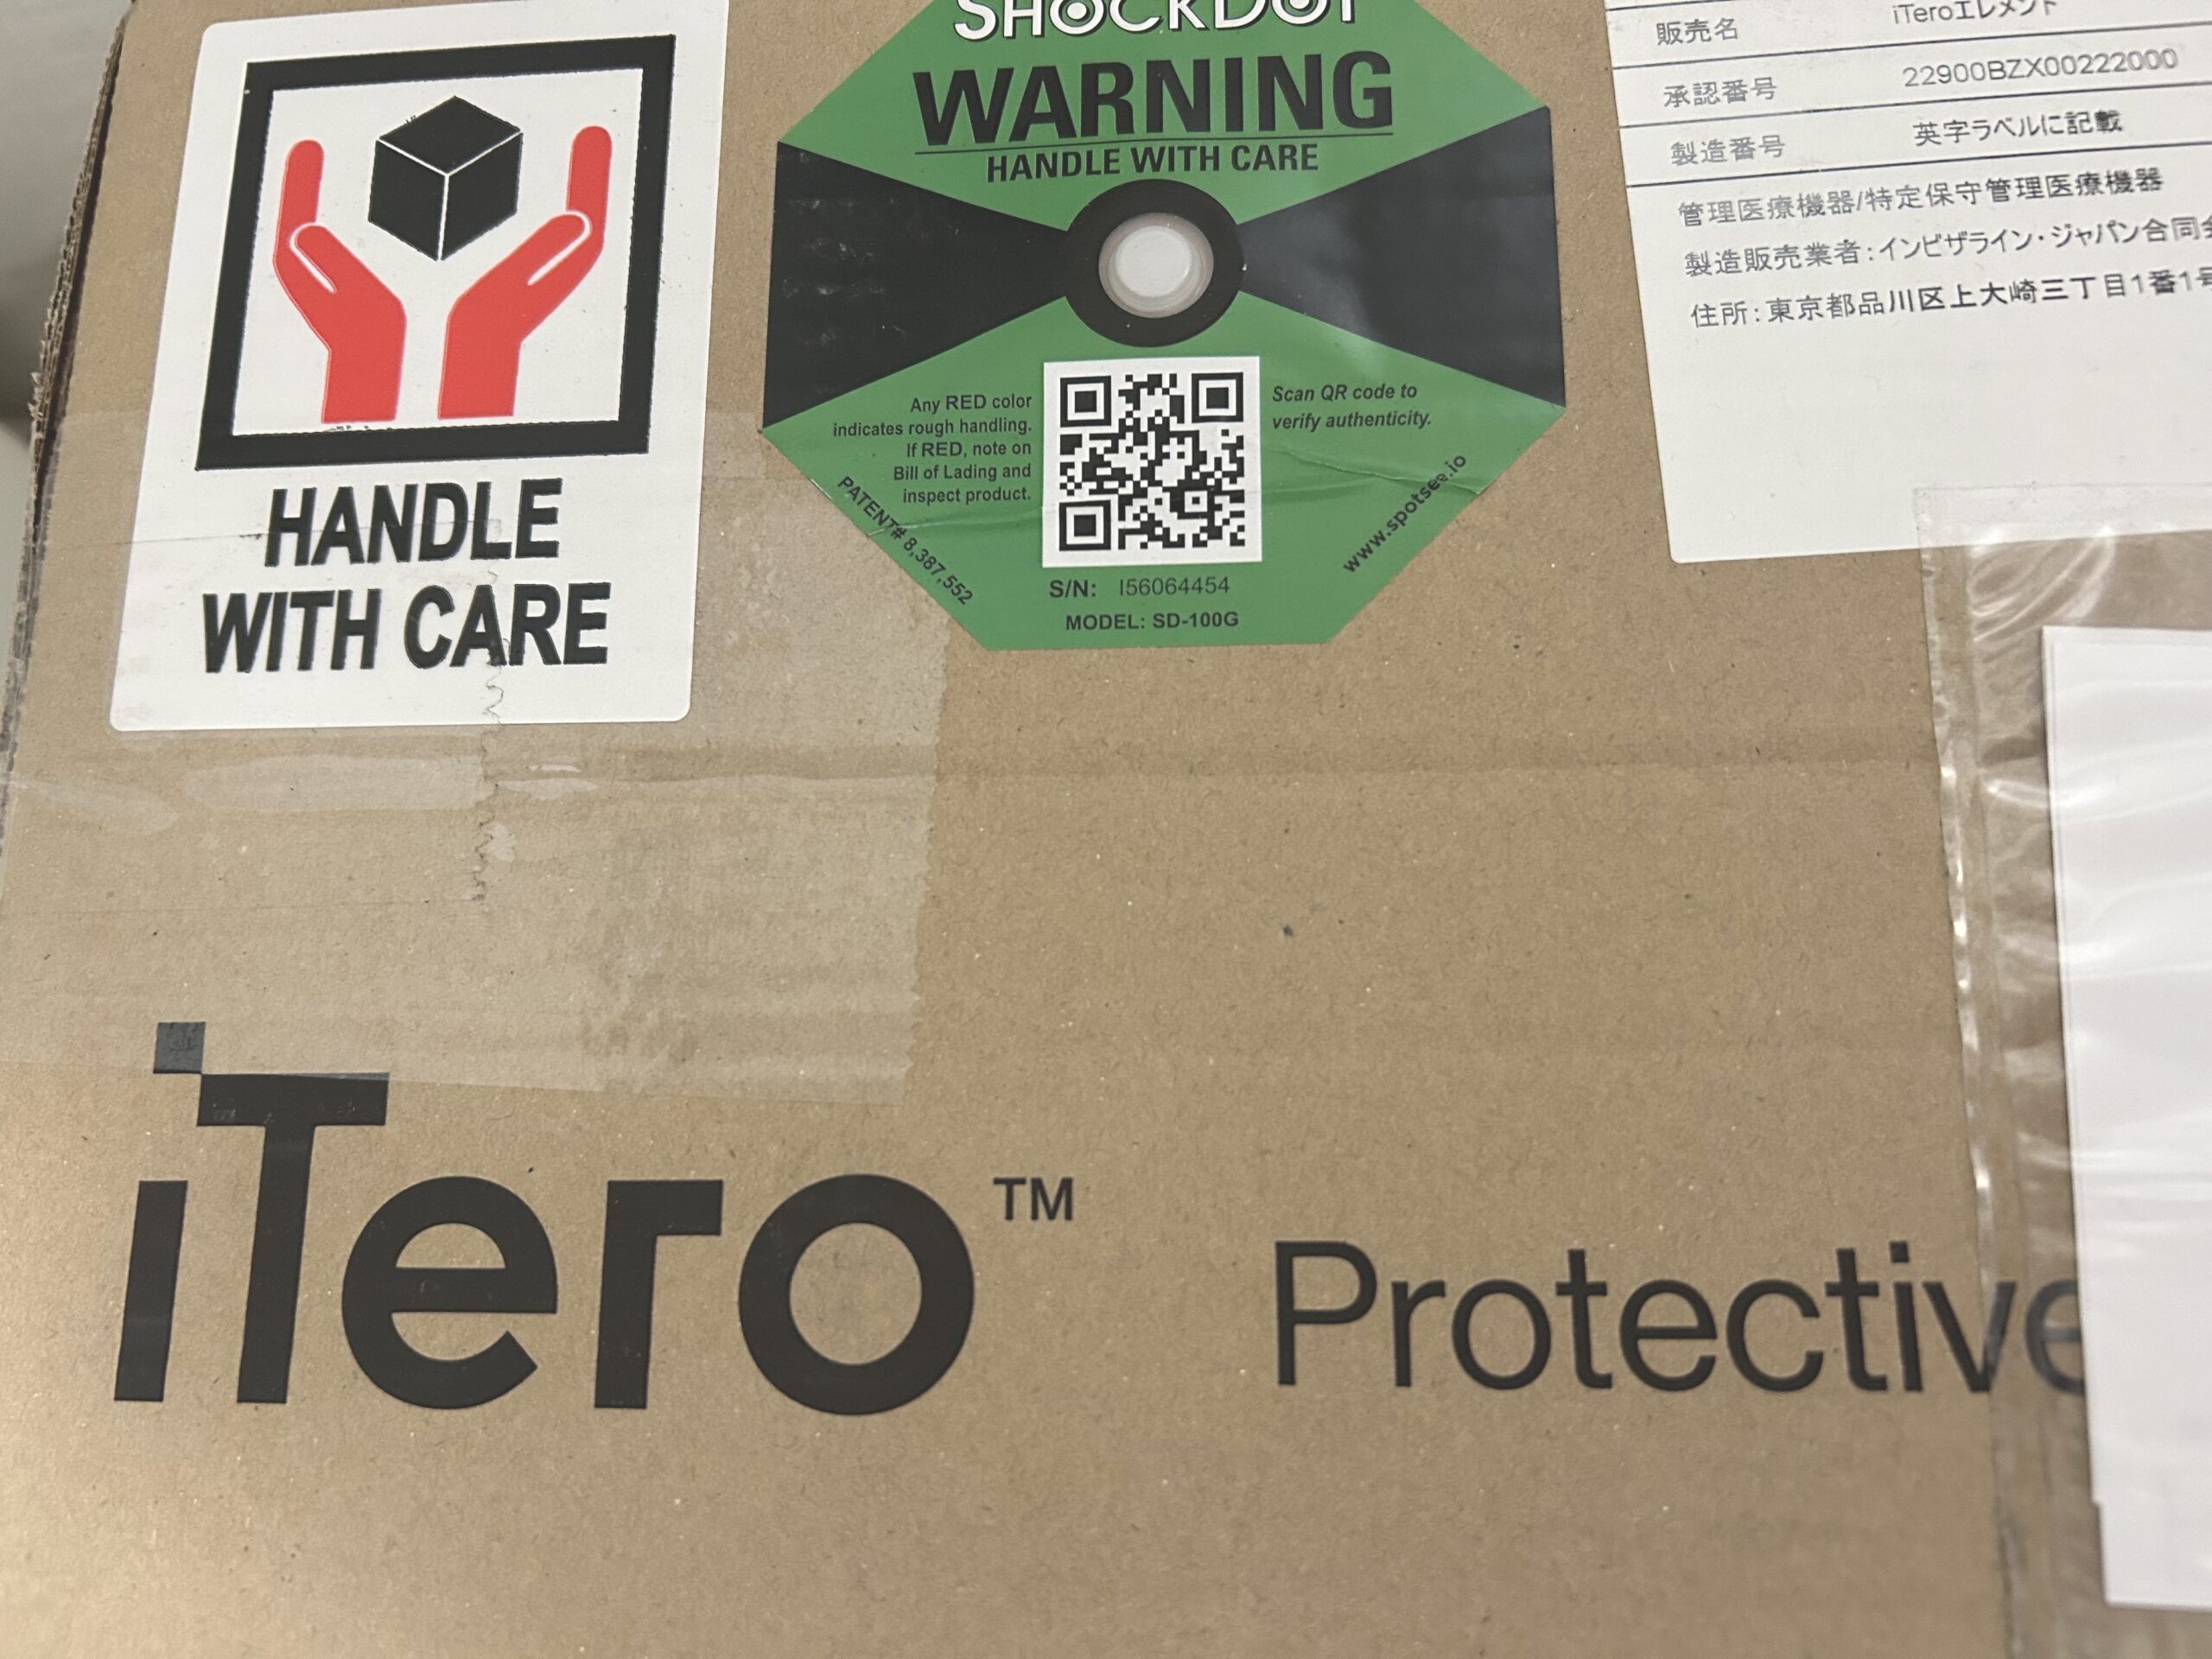 HANDLE
WITH CARE
SHOCKDOT
WARNING
HANDLE WITH CARE
Any RED color
indicates rough handling.
If RED, note on
Bill of Lading and
inspect product.
Scan QR code to
verify authenticity.
PATENT# 8,387,552
www.spotsee.io
S/N: I56064454
MODEL: SD-100G
販売名 iTeroエレメント
承認番号 22900BZX00222000
製造番号 英字ラベルに記載
管理医療機器/特定保守管理医療機器
製造販売業者:インビザライン・ジャパン合同会
住所:東京都品川区上大崎三丁目1番1号
iTero™
Protective